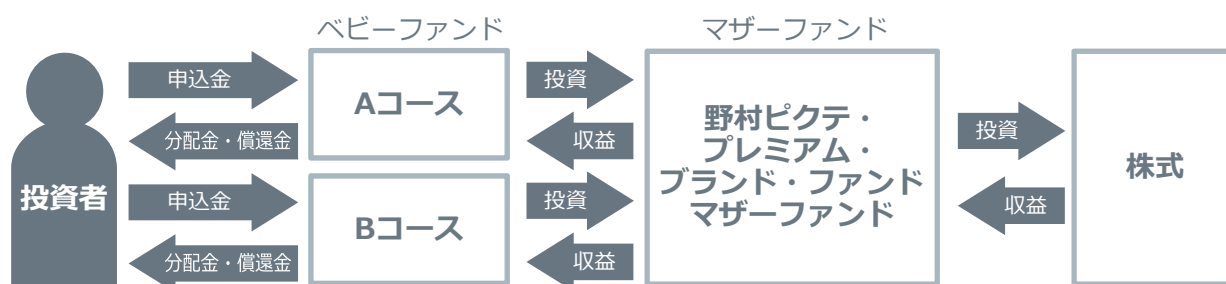 ベビーファンド
マザーファンド
投資者
申込金
分配金・償還金
申込金
分配金・償還金
Aコース
Bコース
投資
収益
投資
収益
野村ピクテ・
プレミアム・
ブランド・ファンド
マザーファンド
投資
収益
株式